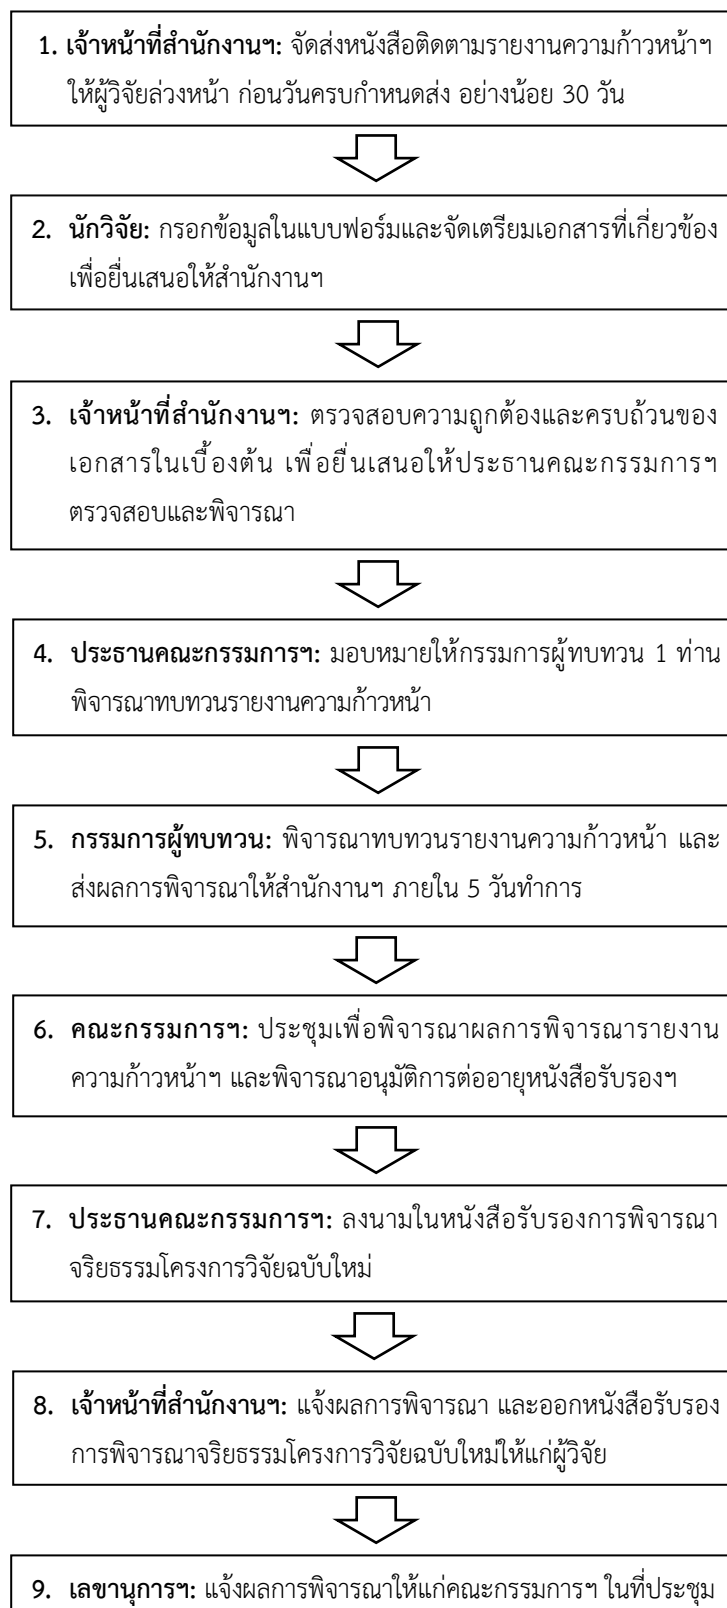 1. เจ้าหน้าที่สำนักงานฯ: จัดส่งหนังสือติดตามรายงานความก้าวหน้าฯ
ให้ผู้วิจัยล่วงหน้า ก่อนวันครบกำหนดส่ง อย่างน้อย 30 วัน
2. นักวิจัย: กรอกข้อมูลในแบบฟอร์มและจัดเตรียมเอกสารที่เกี่ยวข้อง
เพื่อยื่นเสนอให้สำนักงานฯ
3. เจ้าหน้าที่สำนักงานฯ: ตรวจสอบความถูกต้องและครบถ้วนของ
เอกสารในเบื้องต้น เพื่อยื่นเสนอให้ประธานคณะกรรมการฯ
ตรวจสอบและพิจารณา
4. ประธานคณะกรรมการฯ: มอบหมายให้กรรมการผู้ทบทวน 1 ท่าน
พิจารณาทบทวนรายงานความก้าวหน้า
5. กรรมการผู้ทบทวน: พิจารณาทบทวนรายงานความก้าวหน้า และ
ส่งผลการพิจารณาให้สำนักงานฯ ภายใน 5 วันทำการ
6. คณะกรรมการฯ: ประชุมเพื่อพิจารณาผลการพิจารณารายงาน
ความก้าวหน้าฯ และพิจารณาอนุมัติการต่ออายุหนังสือรับรองฯ
7. ประธานคณะกรรมการฯ: ลงนามในหนังสือรับรองการพิจารณา
จริยธรรมโครงการวิจัยฉบับใหม่
8. เจ้าหน้าที่สำนักงานฯ: แจ้งผลการพิจารณา และออกหนังสือรับรอง
การพิจารณาจริยธรรมโครงการวิจัยฉบับใหม่ให้แก่ผู้วิจัย
9. เลขานุการฯ: แจ้งผลการพิจารณาให้แก่คณะกรรมการฯ ในที่ประชุม